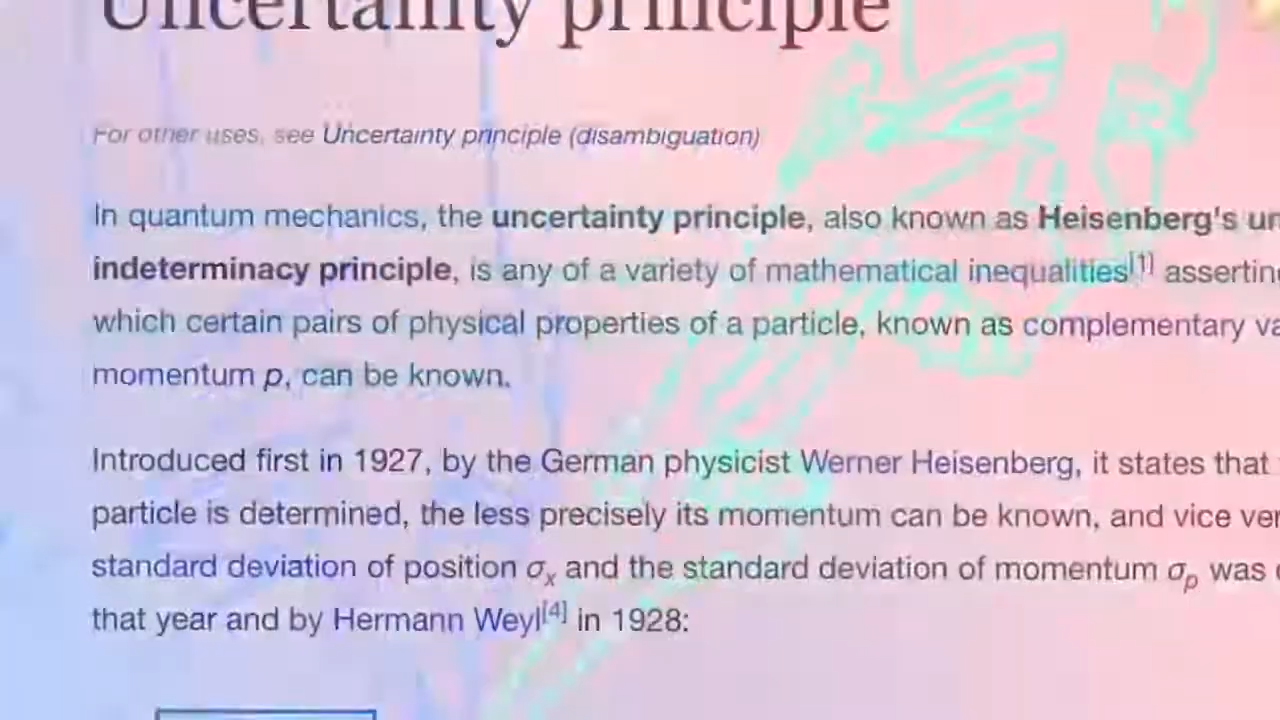 Uncertainty principle
For other uses, see Uncertainty principle (disambiguation)
In quantum mechanics, the uncertainty principle, also known as Heisenberg's un
indeterminacy principle, is any of a variety of mathematical inequalities[1] assertin
which certain pairs of physical properties of a particle, known as complementary va
momentum p, can be known.
Introduced first in 1927, by the German physicist Werner Heisenberg, it states that
particle is determined, the less precisely its momentum can be known, and vice ver
standard deviation of position σx and the standard deviation of momentum σp was
that year and by Hermann Weyl[4] in 1928: